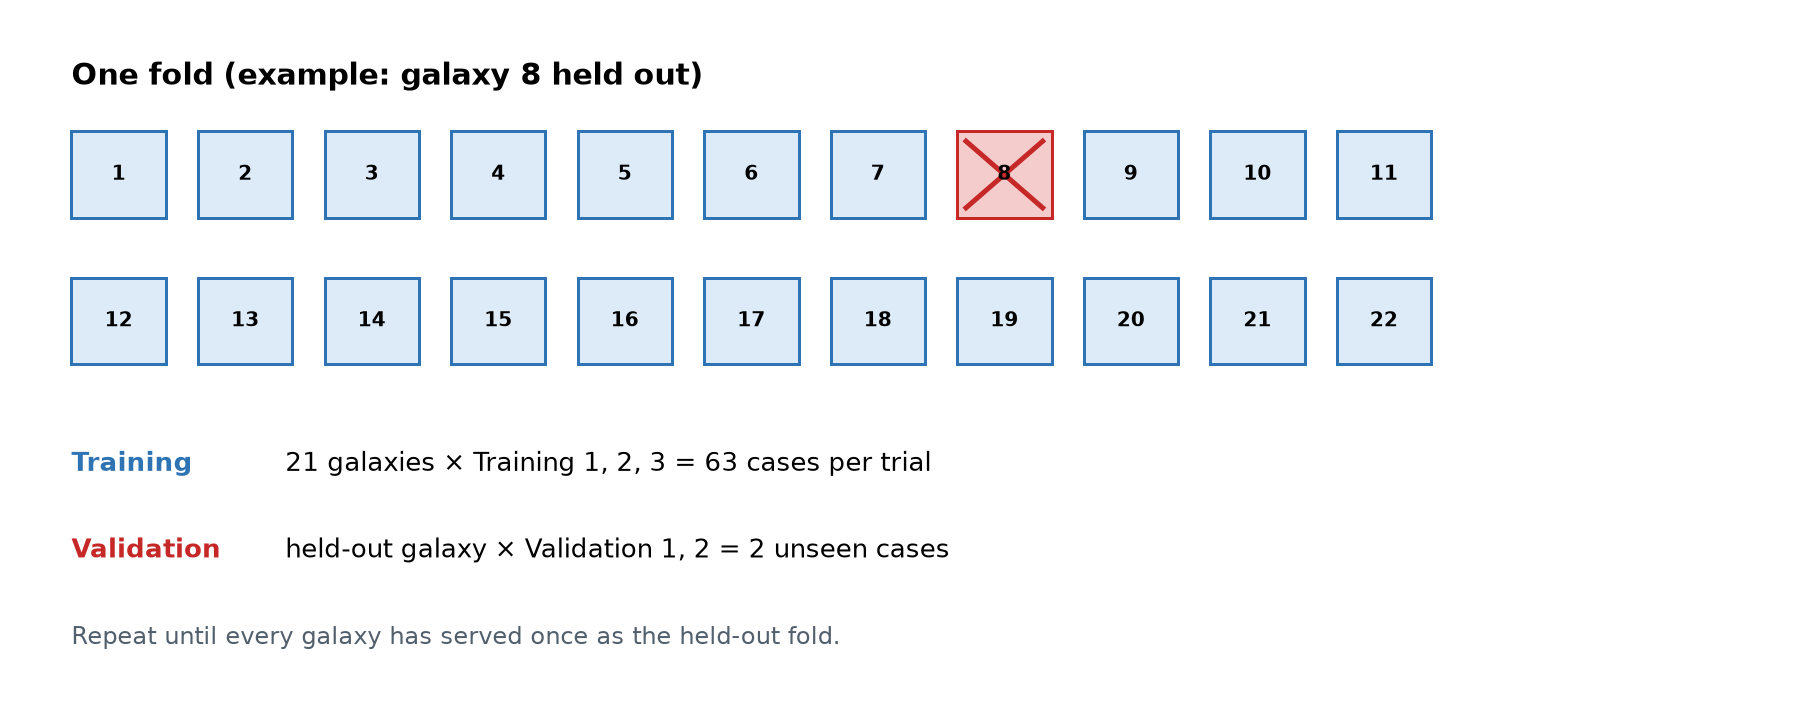 One fold (example: galaxy 8 held out)
1 2 3 4 5 6 7 8 9 10 11
12 13 14 15 16 17 18 19 20 21 22
Training 21 galaxies × Training 1, 2, 3 = 63 cases per trial
Validation held-out galaxy × Validation 1, 2 = 2 unseen cases
Repeat until every galaxy has served once as the held-out fold.